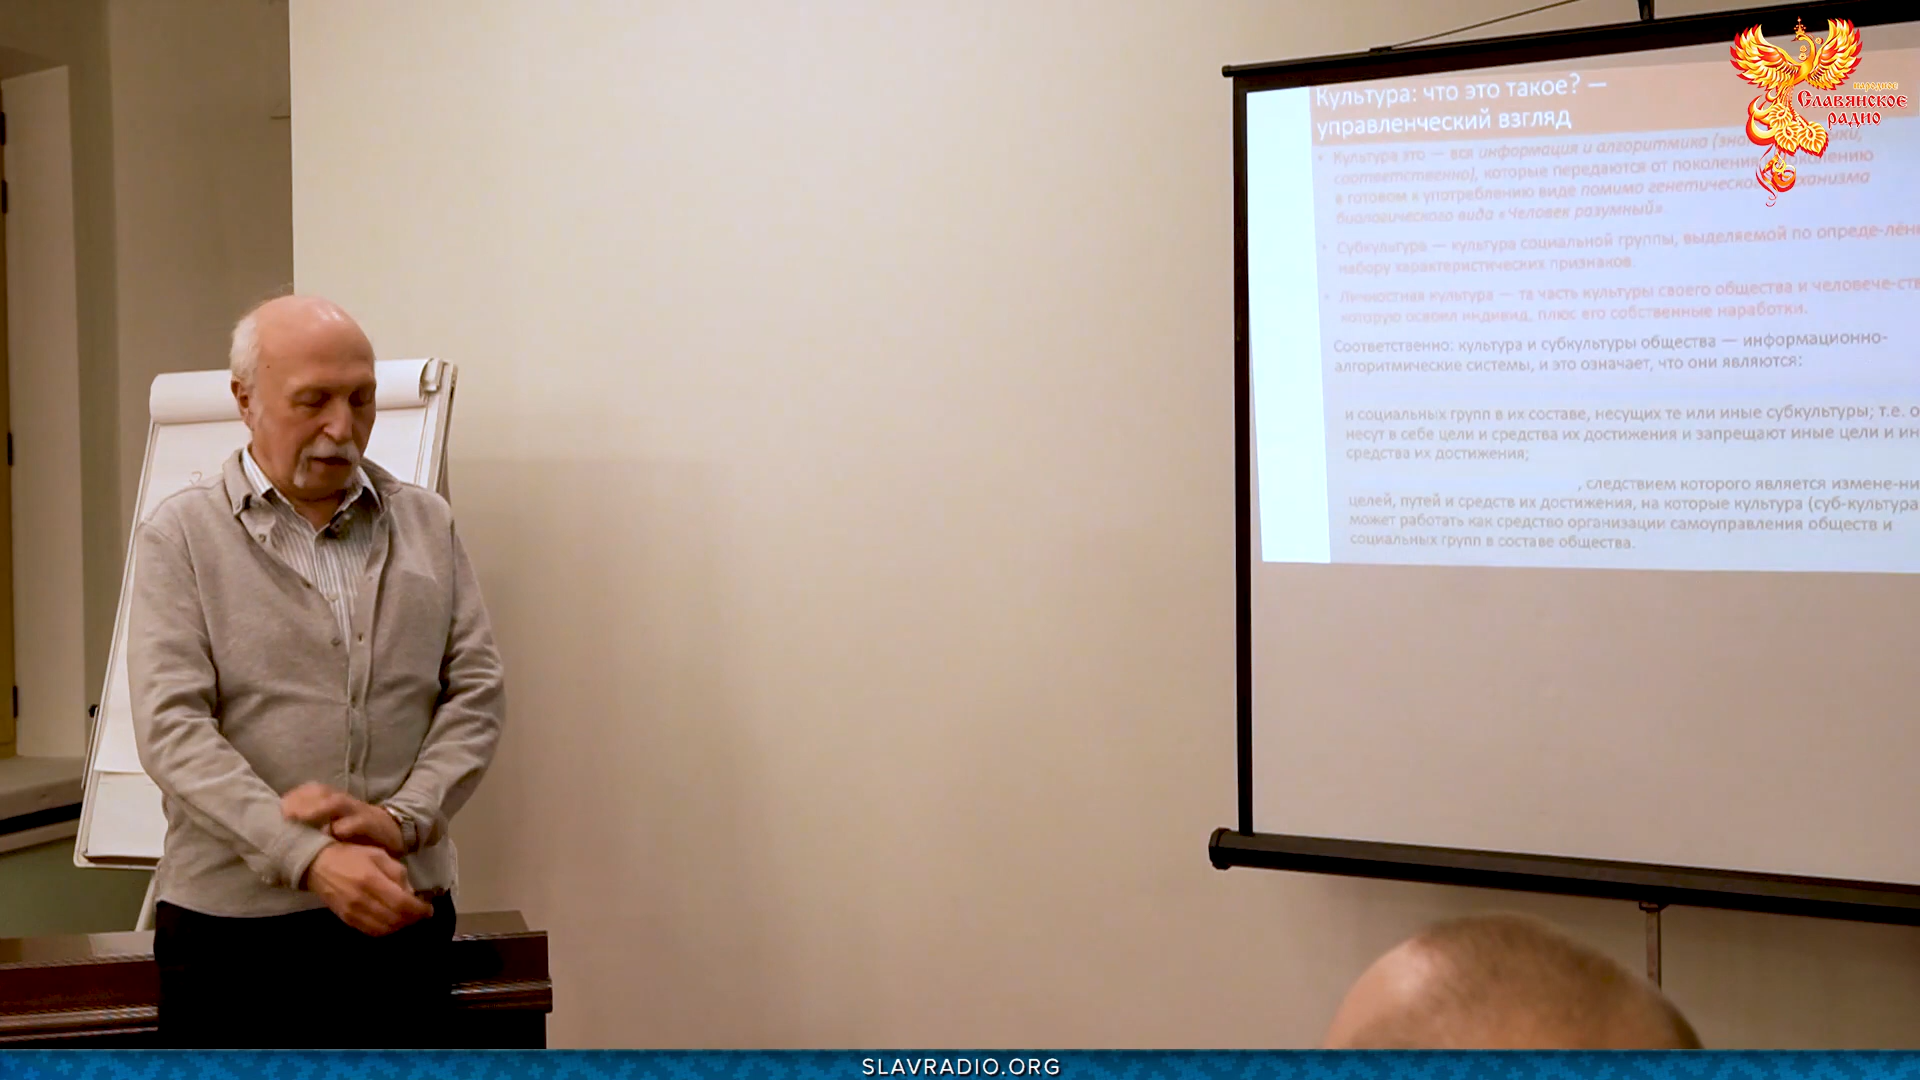 народное
Славянское
радио
Культура: что это такое? —
управленческий взгляд
• Культура это — вся информация и алгоритмика
соответственно), которые передаются от поколения
в готовом к употреблению виде помимо генетического механизма
биологического вида «Человек разумный».
• Субкультура — культура социальной группы, выделяемой по опреде-лён
набору характеристических признаков.
• Личностная культура — та часть культуры своего общества и человече-ств
которую освоил индивид, плюс его собственные наработки.
Соответственно: культура и субкультуры общества — информационно-
алгоритмические системы, и это означает, что они являются:
и социальных групп в их составе, несущих те или иные субкультуры; т.е. о
несут в себе цели и средства их достижения и запрещают иные цели и ин
средства их достижения;
, следствием которого является измене-ни
целей, путей и средств их достижения, на которые культура (суб-культура
может работать как средство организации самоуправления обществ и
социальных групп в составе общества.
SLAVRADIO.ORG